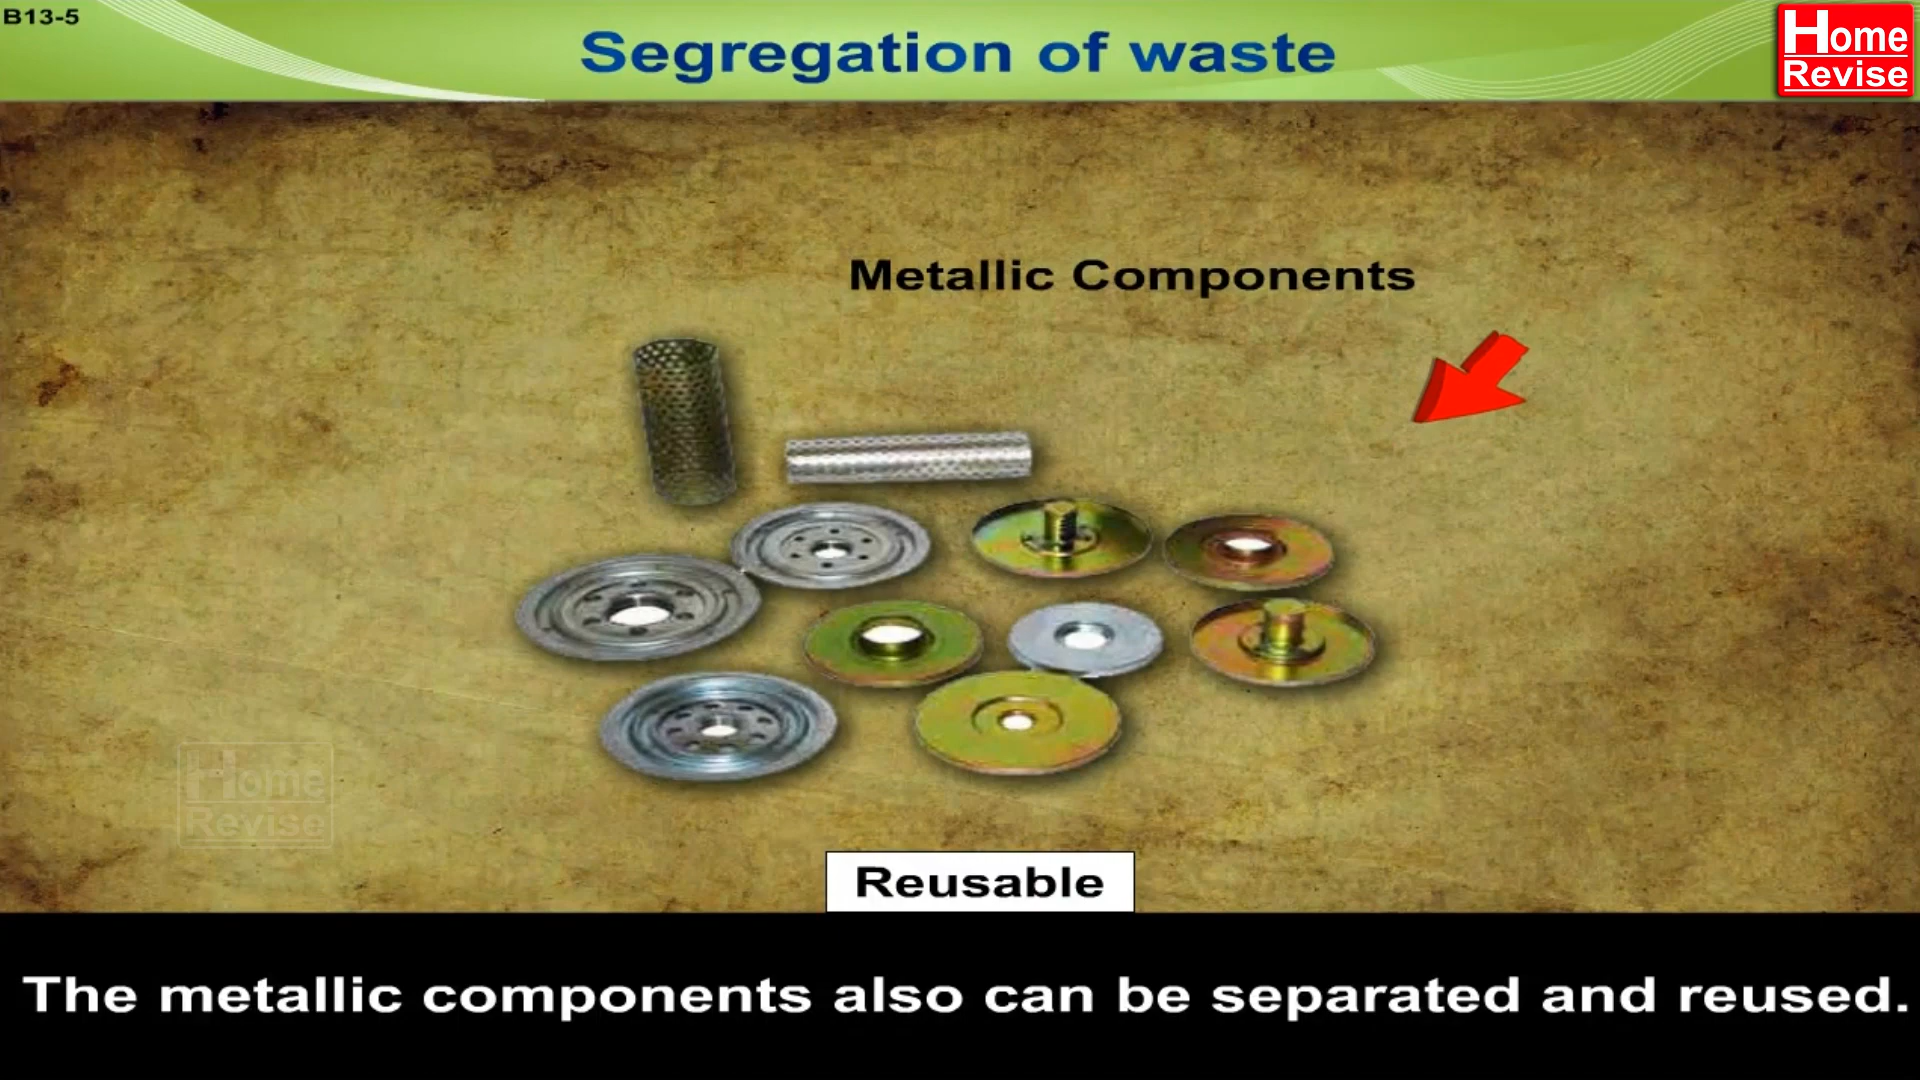 B13-5
Segregation of waste
Home
Revise
Metallic Components
Home
Revise
Reusable
The metallic components also can be separated and reused.